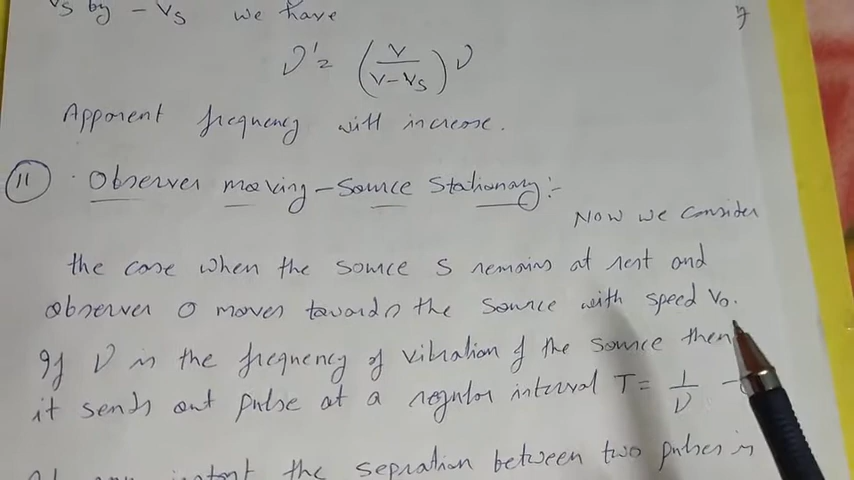 Vs by - Vs we have
7
ν' = (V / V - Vs) ν
Apparent frequency will increase.
(II) Observer moving - Source Stationary :-
Now we consider
the case when the source S remains at rest and
observer O moves towards the source with speed Vo.
If ν is the frequency of vibration of the source then
it sends out pulse at a regular interval T = 1/ν -
the sepration between two pulses is